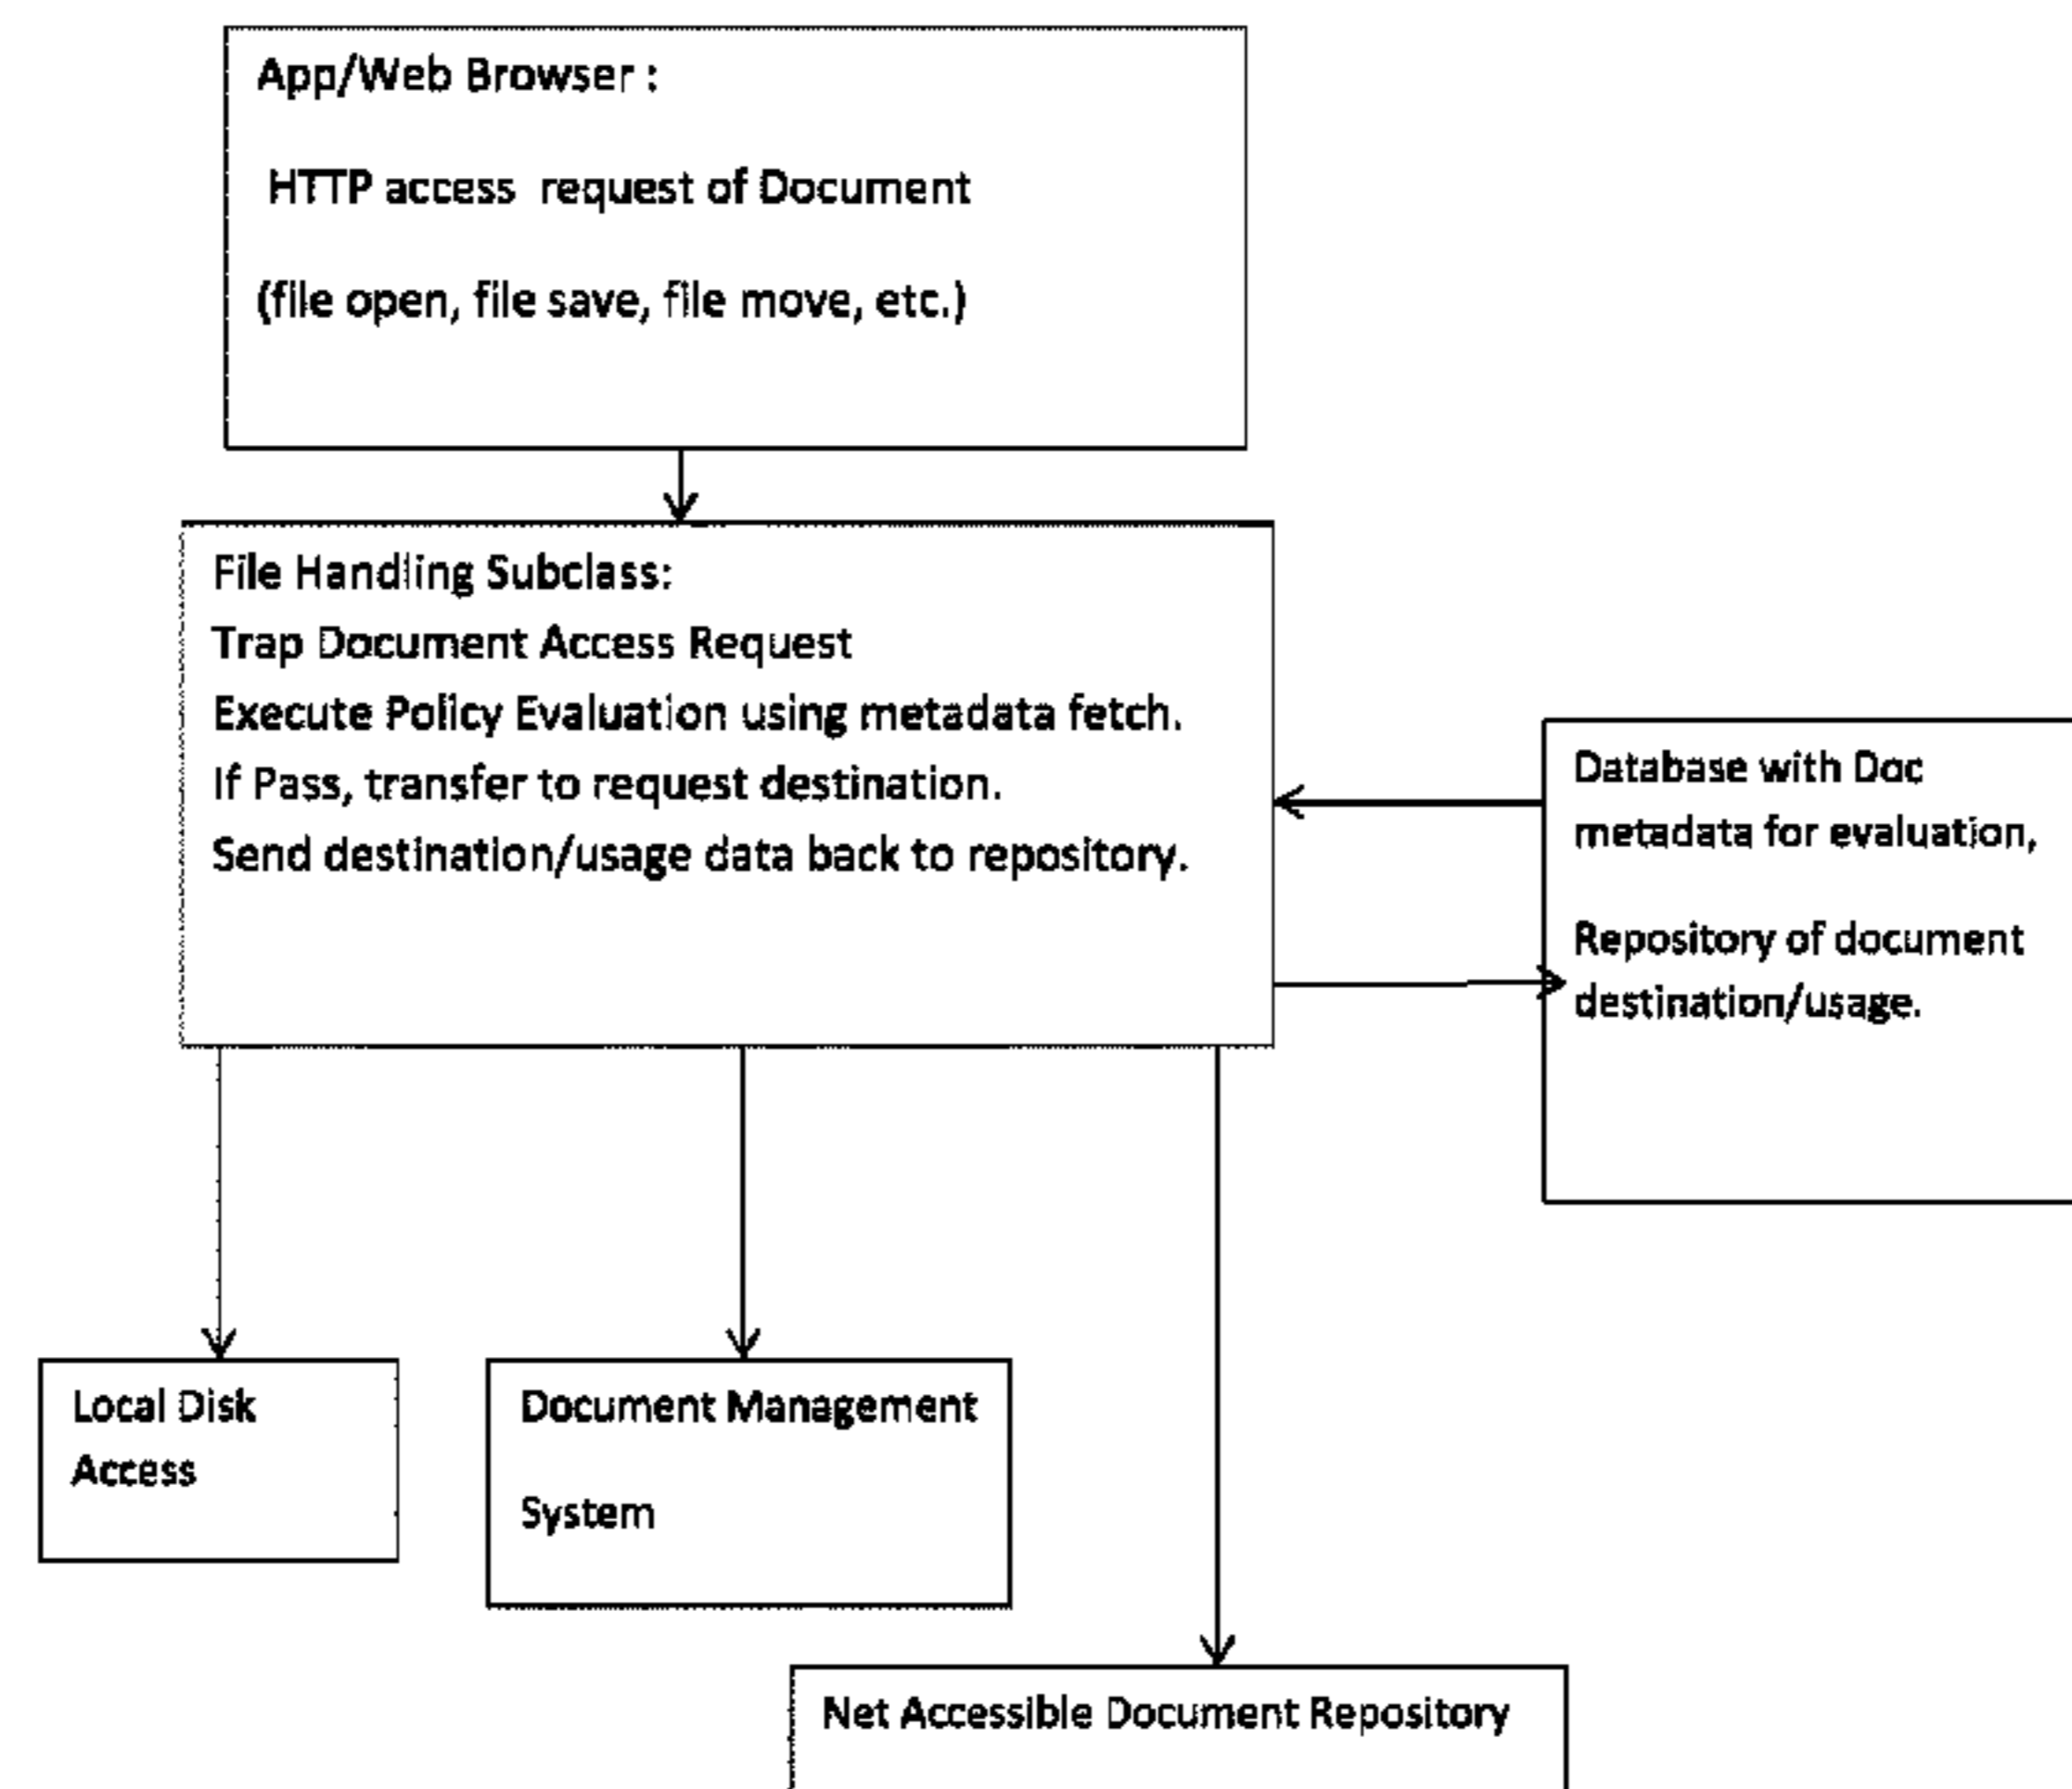 App/Web Browser :
HTTP access request of Document
(file open, file save, file move, etc.)
File Handling Subclass:
Trap Document Access Request
Execute Policy Evaluation using metadata fetch.
If Pass, transfer to request destination.
Send destination/usage data back to repository.
Database with Doc
metadata for evaluation,
Repository of document
destination/usage.
Local Disk
Access
Document Management
System
Net Accessible Document Repository